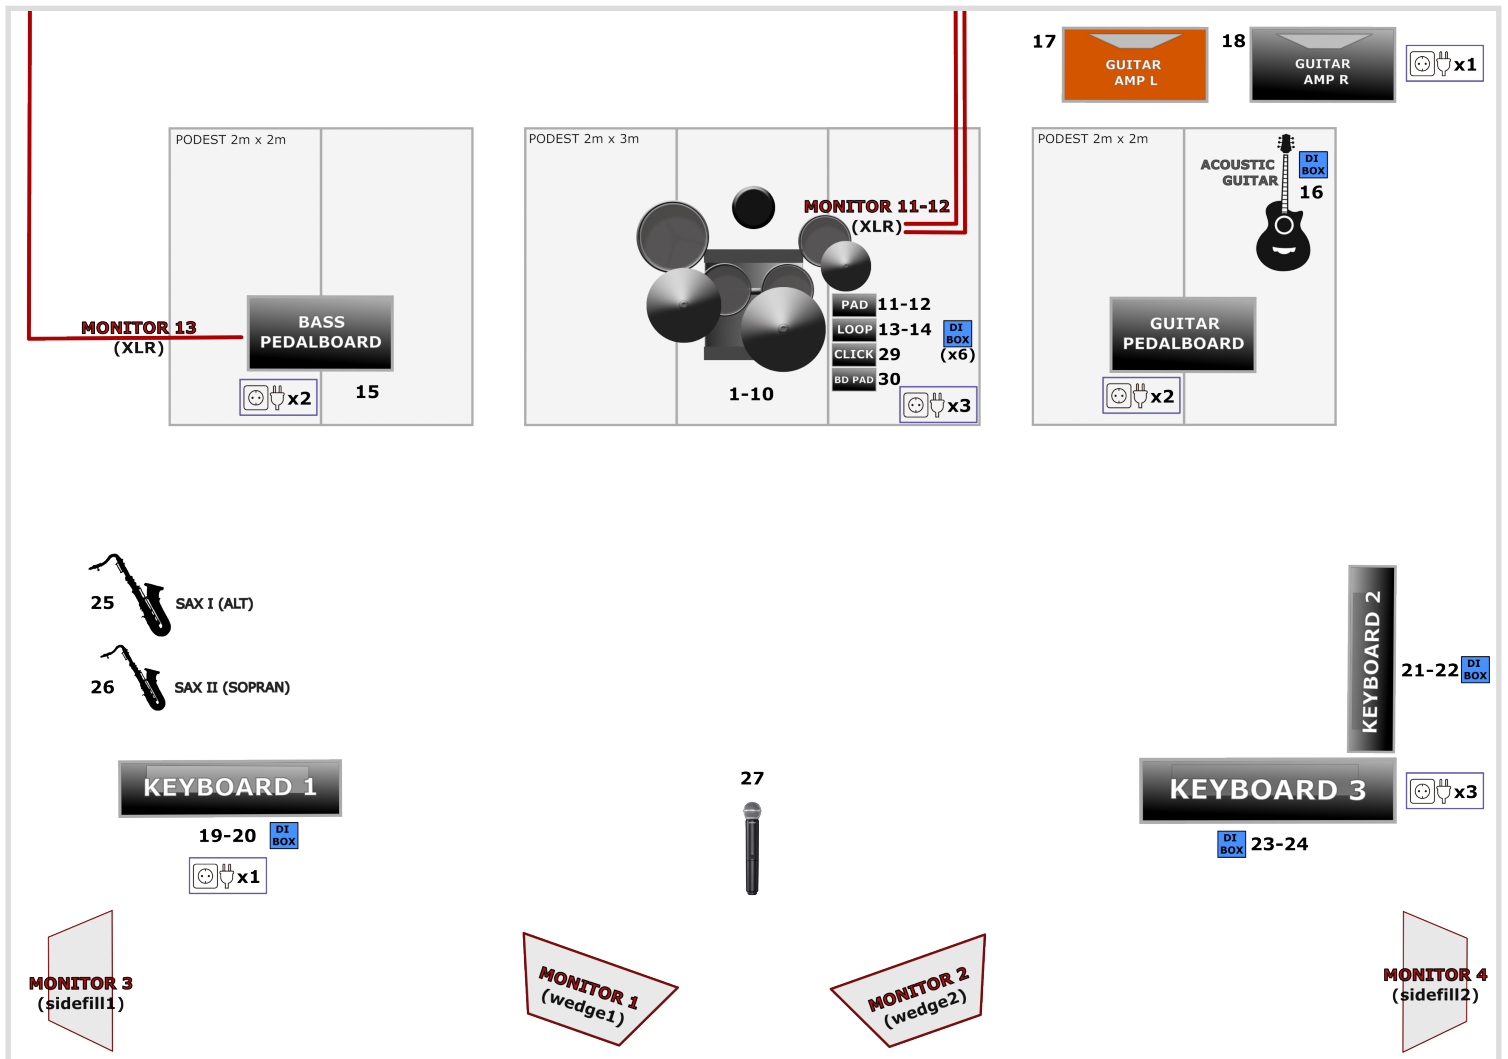 17
GUITAR
AMP L
18
GUITAR
AMP R
x1
PODEST 2m x 2m
PODEST 2m x 3m
PODEST 2m x 2m
ACOUSTIC
GUITAR
DI
BOX
16
MONITOR 11-12
(XLR)
MONITOR 13
(XLR)
BASS
PEDALBOARD
x2
15
PAD
11-12
LOOP
13-14
DI
BOX
(x6)
CLICK
29
BD PAD
30
1-10
x3
GUITAR
PEDALBOARD
x2
25
SAX I (ALT)
26
SAX II (SOPRAN)
KEYBOARD 2
21-22
DI
BOX
KEYBOARD 1
19-20
DI
BOX
x1
27
KEYBOARD 3
x3
DI
BOX
23-24
MONITOR 3
(sidefill1)
MONITOR 1
(wedge1)
MONITOR 2
(wedge2)
MONITOR 4
(sidefill2)